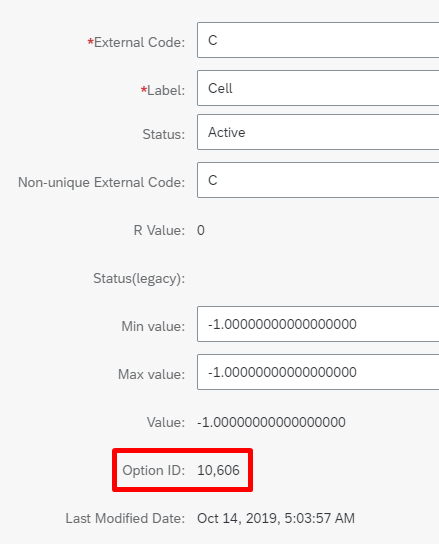 *External Code: C
*Label: Cell
Status: Active
Non-unique External Code: C
R Value: 0
Status(legacy):
Min value: -1.00000000000000000
Max value: -1.00000000000000000
Value: -1.00000000000000000
Option ID: 10,606
Last Modified Date: Oct 14, 2019, 5:03:57 AM